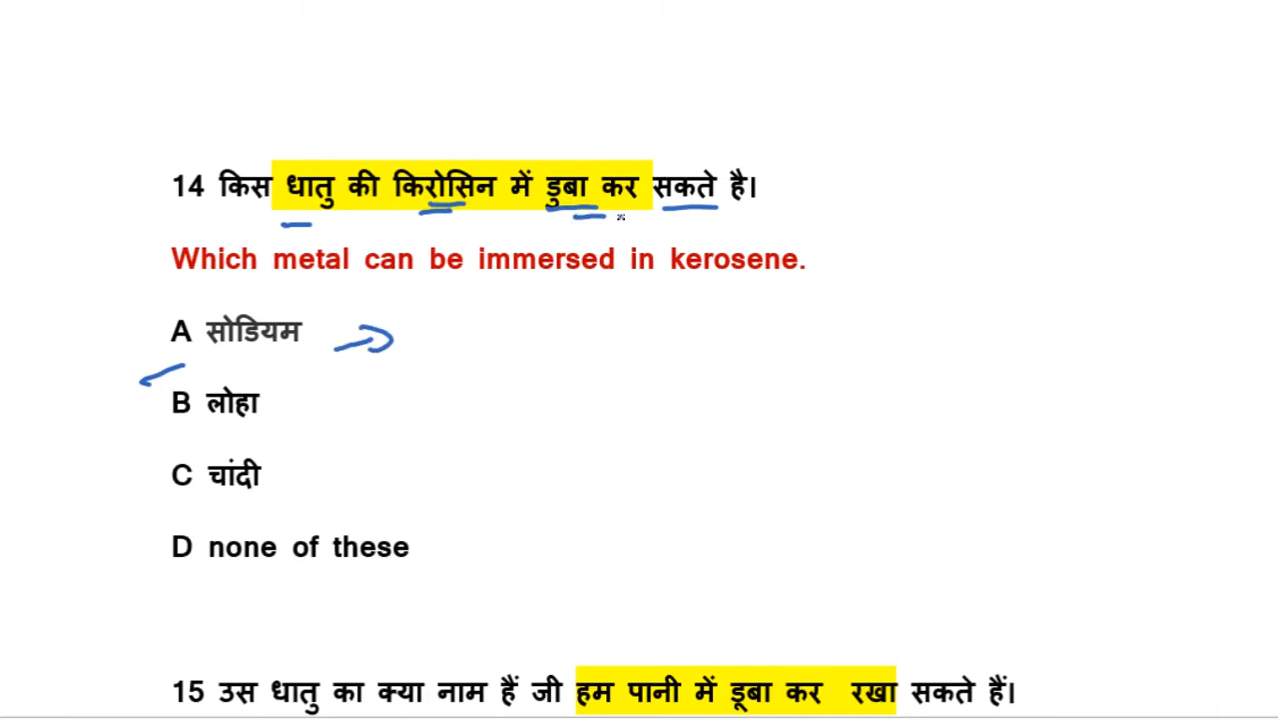 14 किस धातु की किरोसिन में डुबा कर सकते है।
Which metal can be immersed in kerosene.
A सोडियम
B लोहा
C चांदी
D none of these
15 उस धातु का क्या नाम हैं जी हम पानी में डूबा कर रखा सकते हैं।